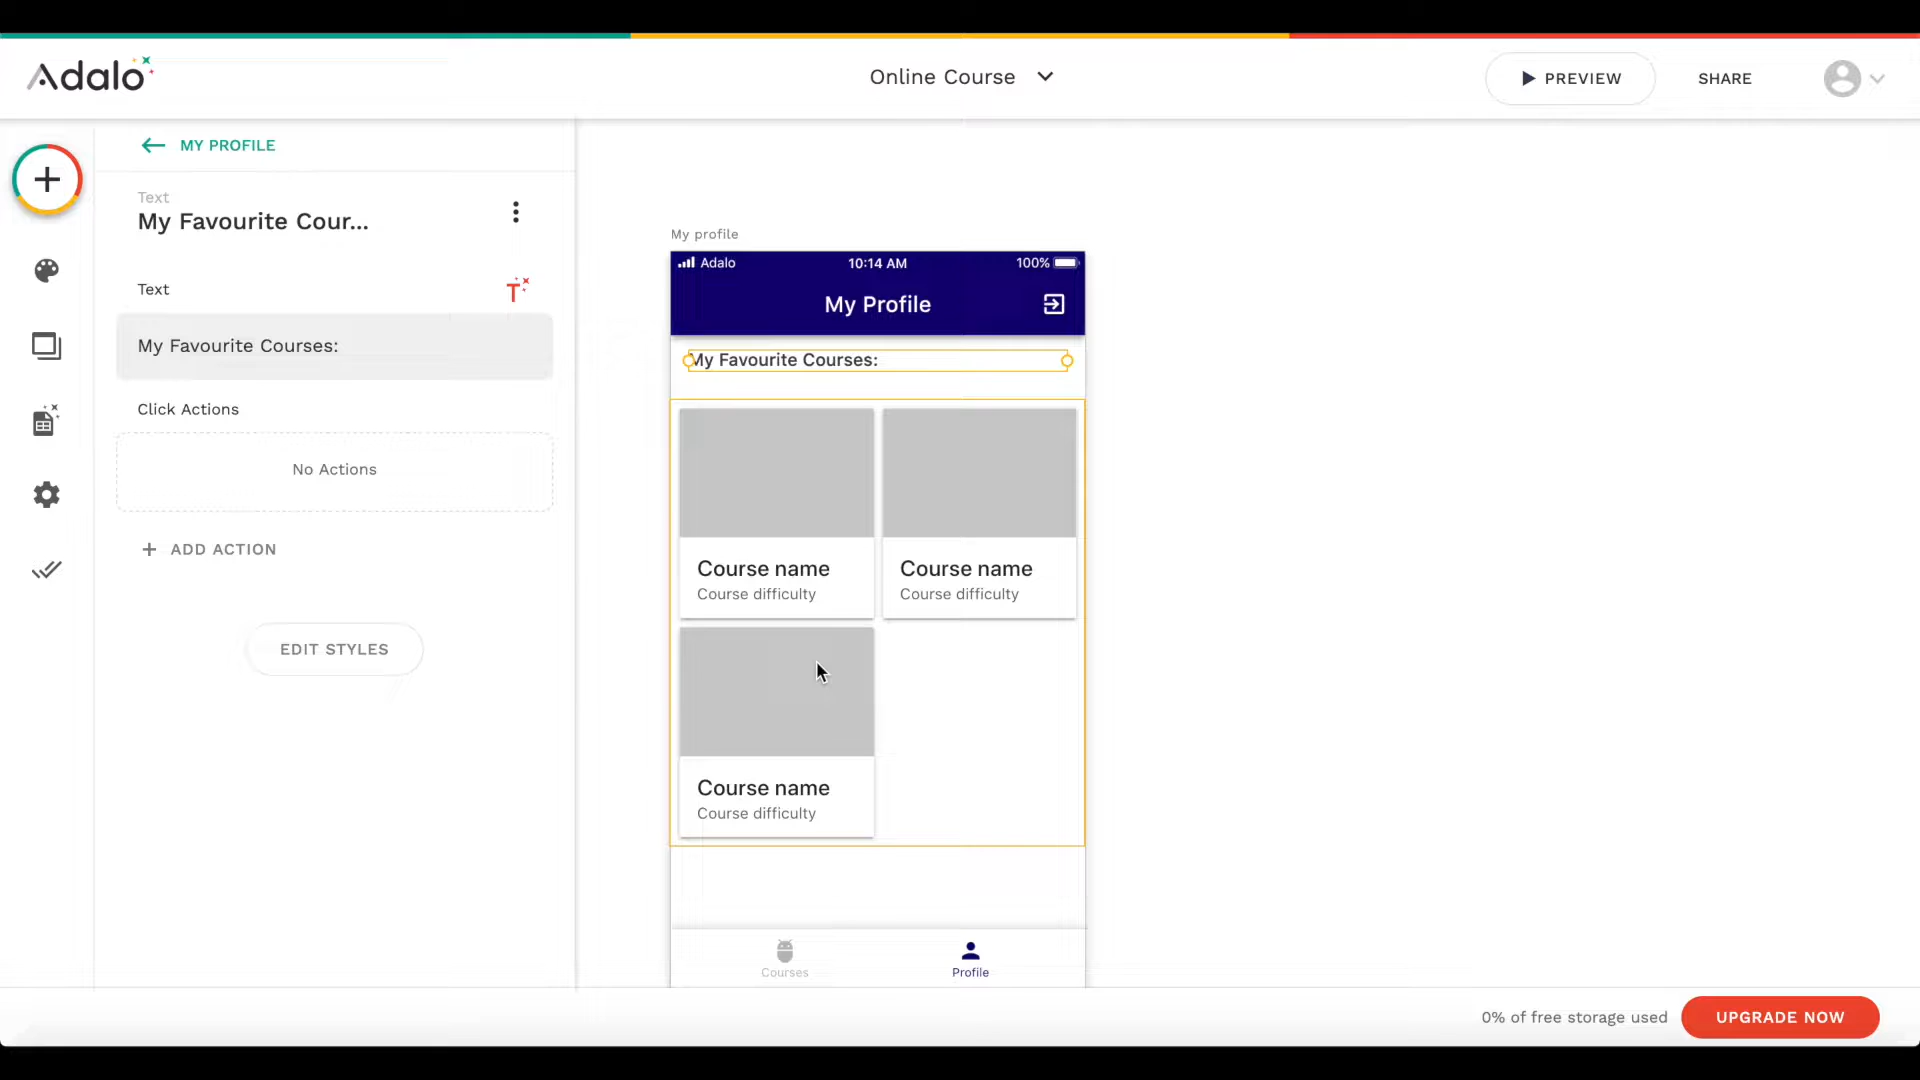 Adalo
Online Course
PREVIEW
SHARE
MY PROFILE
Text
My Favourite Cour...
Text
T
My Favourite Courses:
Click Actions
No Actions
+ ADD ACTION
EDIT STYLES
My profile
Adalo
10:14 AM
100%
My Profile
My Favourite Courses:
Course name
Course difficulty
Course name
Course difficulty
Course name
Course difficulty
Courses
Profile
0% of free storage used
UPGRADE NOW